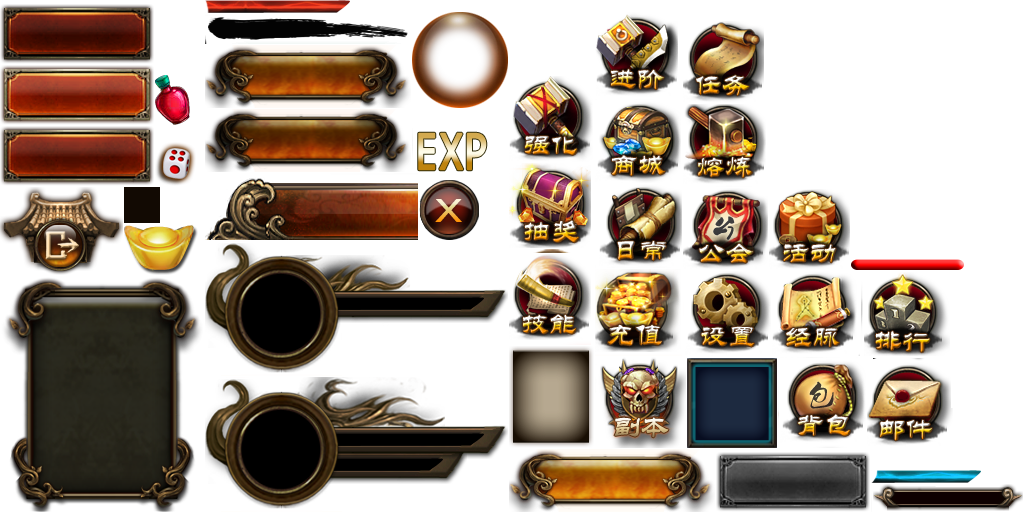 进阶
任务
强化
EXP
商城
熔炼
抽奖
日常
公会
活动
技能
充值
设置
经脉
排行
副本
背包
邮件
包